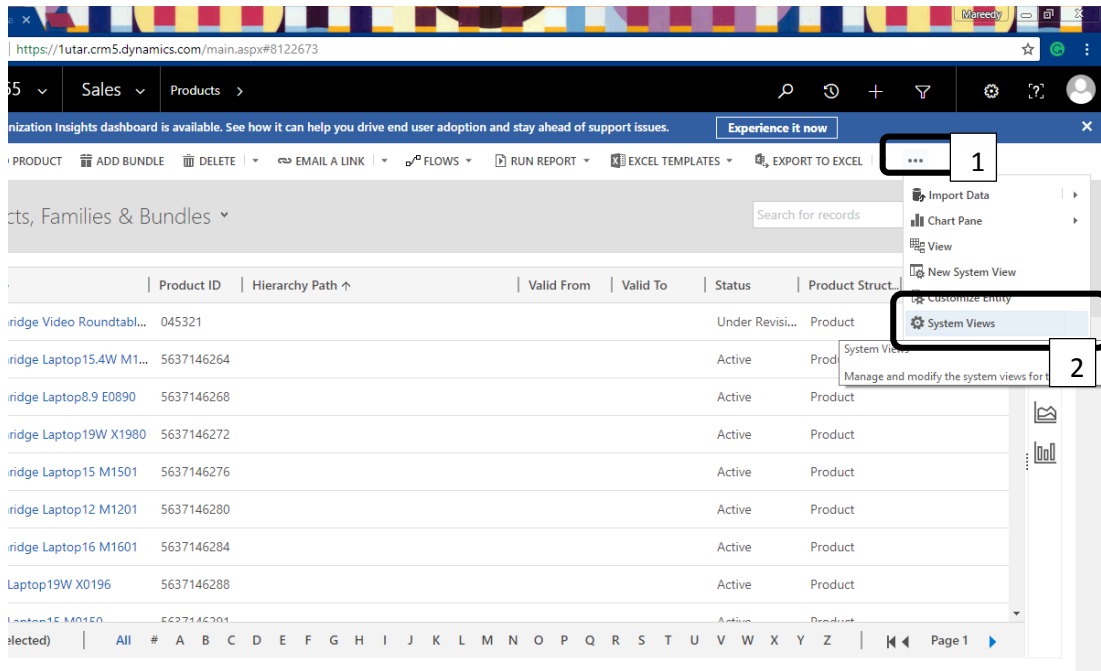 Mareedy
https://1utar.crm5.dynamics.com/main.aspx#8122673
Sales Products >
nization Insights dashboard is available. See how it can help you drive end user adoption and stay ahead of support issues. Experience it now
PRODUCT ADD BUNDLE DELETE EMAIL A LINK FLOWS RUN REPORT EXCEL TEMPLATES EXPORT TO EXCEL ... 1
Import Data
cts, Families & Bundles
Search for records
Chart Pane
View
New System View
Customize Entity
System Views
System Views
Manage and modify the system views for t
2
Product ID Hierarchy Path ↑ Valid From Valid To Status Product Struct...
ridge Video Roundtabl... 045321 Under Revisi... Product
ridge Laptop15.4W M1... 5637146264 Active Prod
ridge Laptop8.9 E0890 5637146268 Active Product
ridge Laptop19W X1980 5637146272 Active Product
ridge Laptop15 M1501 5637146276 Active Product
ridge Laptop12 M1201 5637146280 Active Product
ridge Laptop16 M1601 5637146284 Active Product
Laptop19W X0196 5637146288 Active Product
Laptop15 M0150 5637146291 Active Product
elected) All # A B C D E F G H I J K L M N O P Q R S T U V W X Y Z Page 1